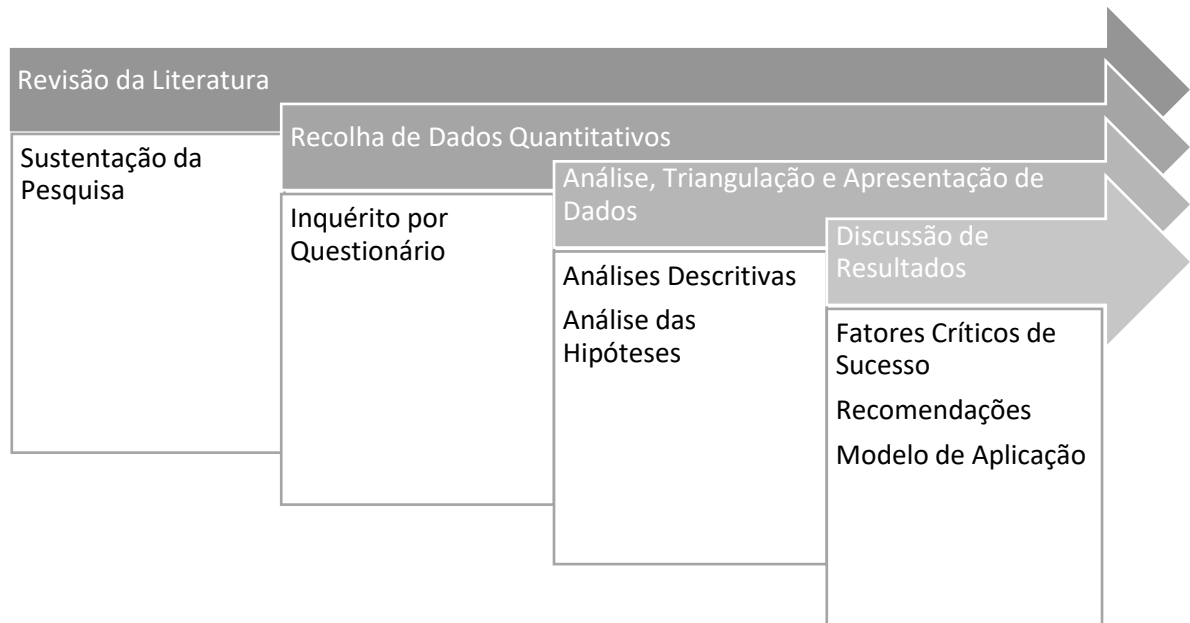 Revisão da Literatura
Sustentação da
Pesquisa
Recolha de Dados Quantitativos
Inquérito por
Questionário
Análise, Triangulação e Apresentação de
Dados
Análises Descritivas
Análise das
Hipóteses
Discussão de
Resultados
Fatores Críticos de
Sucesso
Recomendações
Modelo de Aplicação